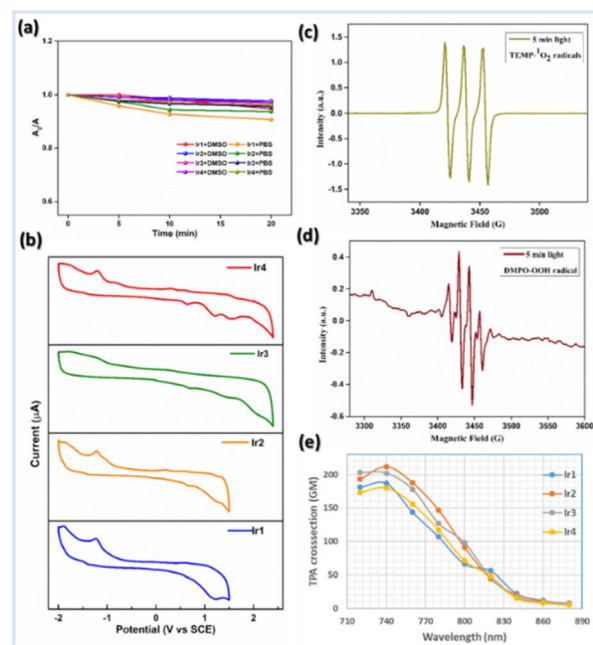 (a)
1.0
0.8
0.6
0
5
10
15
20
Time (min)
Ir1+DMSO Ir1+PBS
Ir2+DMSO Ir2+PBS
Ir3+DMSO Ir3+PBS
Ir4+DMSO Ir4+PBS
(b)
Current (μA)
Ir4
Ir3
Ir2
Ir1
-2 -1 0 1 2
Potential (V vs SCE)
(c)
Intensity (a.u.)
1.5
1.0
0.5
0.0
-0.5
-1.0
-1.5
5 min light
TEMP-¹O₂
radicals
3350 3400 3450 3500
Magnetic Field (G)
(d)
Intensity (a.u.)
0.4
0.2
0.0
-0.2
-0.4
-0.6
5 min light
DMPO-OOH radical
3300 3350 3400 3450 3500 3550 3600
Magnetic Field (G)
(e)
TPA crosssection (GM)
200
150
100
50
0
Ir1
Ir2
Ir3
Ir4
710 740 770 800 830 860 890
Wavelength (nm)